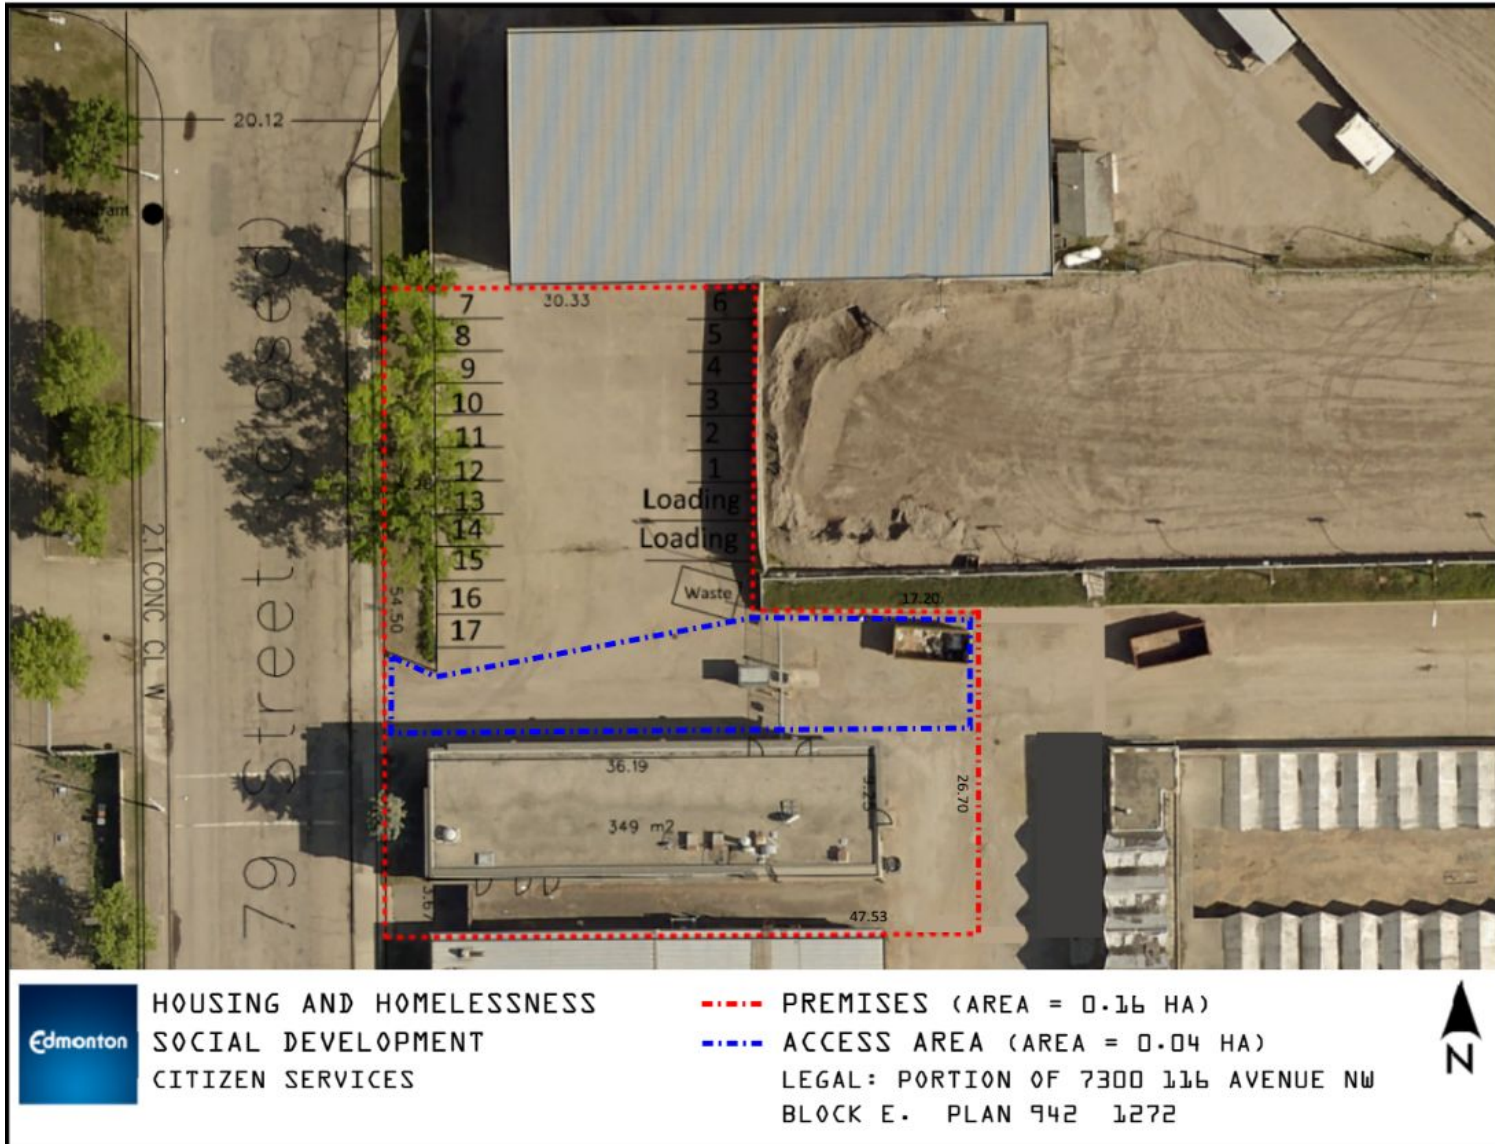 20.12
79 Street (closed)
2.1 CONC CL W
30.33
7
6
8
5
9
4
10
3
11
2
12
1
13
Loading
14
Loading
15
16
Waste
17
54.50
17.20
36.19
349 m2
26.70
3.67
47.53
Edmonton
HOUSING AND HOMELESSNESS
SOCIAL DEVELOPMENT
CITIZEN SERVICES
PREMISES (AREA = 0.16 HA)
ACCESS AREA (AREA = 0.04 HA)
LEGAL: PORTION OF 7300 116 AVENUE NW
BLOCK E. PLAN 942 1272
N